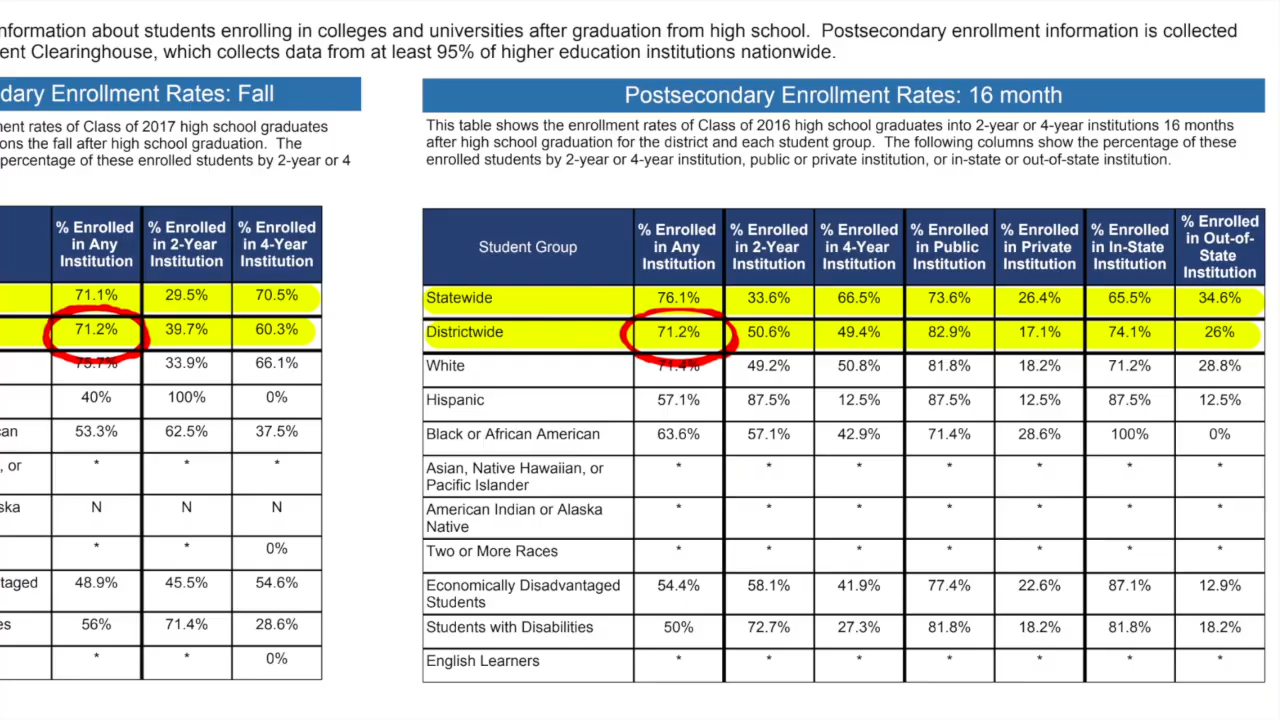 nformation about students enrolling in colleges and universities after graduation from high school. Postsecondary enrollment information is collected
ent Clearinghouse, which collects data from at least 95% of higher education institutions nationwide.
dary Enrollment Rates: Fall
ment rates of Class of 2017 high school graduates
ons the fall after high school graduation. The
percentage of these enrolled students by 2-year or 4
% Enrolled in Any Institution % Enrolled in 2-Year Institution % Enrolled in 4-Year Institution
71.1% 29.5% 70.5%
71.2% 39.7% 60.3%
75.7% 33.9% 66.1%
40% 100% 0%
can 53.3% 62.5% 37.5%
, or * * *
ska N N N
* * 0%
taged 48.9% 45.5% 54.6%
es 56% 71.4% 28.6%
* * 0%
Postsecondary Enrollment Rates: 16 month
This table shows the enrollment rates of Class of 2016 high school graduates into 2-year or 4-year institutions 16 months
after high school graduation for the district and each student group. The following columns show the percentage of these
enrolled students by 2-year or 4-year institution, public or private institution, or in-state or out-of-state institution.
Student Group % Enrolled in Any Institution % Enrolled in 2-Year Institution % Enrolled in 4-Year Institution % Enrolled in Public Institution % Enrolled in Private Institution % Enrolled in In-State Institution % Enrolled in Out-of-State Institution
Statewide 76.1% 33.6% 66.5% 73.6% 26.4% 65.5% 34.6%
Districtwide 71.2% 50.6% 49.4% 82.9% 17.1% 74.1% 26%
White 71.4% 49.2% 50.8% 81.8% 18.2% 71.2% 28.8%
Hispanic 57.1% 87.5% 12.5% 87.5% 12.5% 87.5% 12.5%
Black or African American 63.6% 57.1% 42.9% 71.4% 28.6% 100% 0%
Asian, Native Hawaiian, or Pacific Islander * * * * * * *
American Indian or Alaska Native * * * * * * *
Two or More Races * * * * * * *
Economically Disadvantaged Students 54.4% 58.1% 41.9% 77.4% 22.6% 87.1% 12.9%
Students with Disabilities 50% 72.7% 27.3% 81.8% 18.2% 81.8% 18.2%
English Learners * * * * * * *